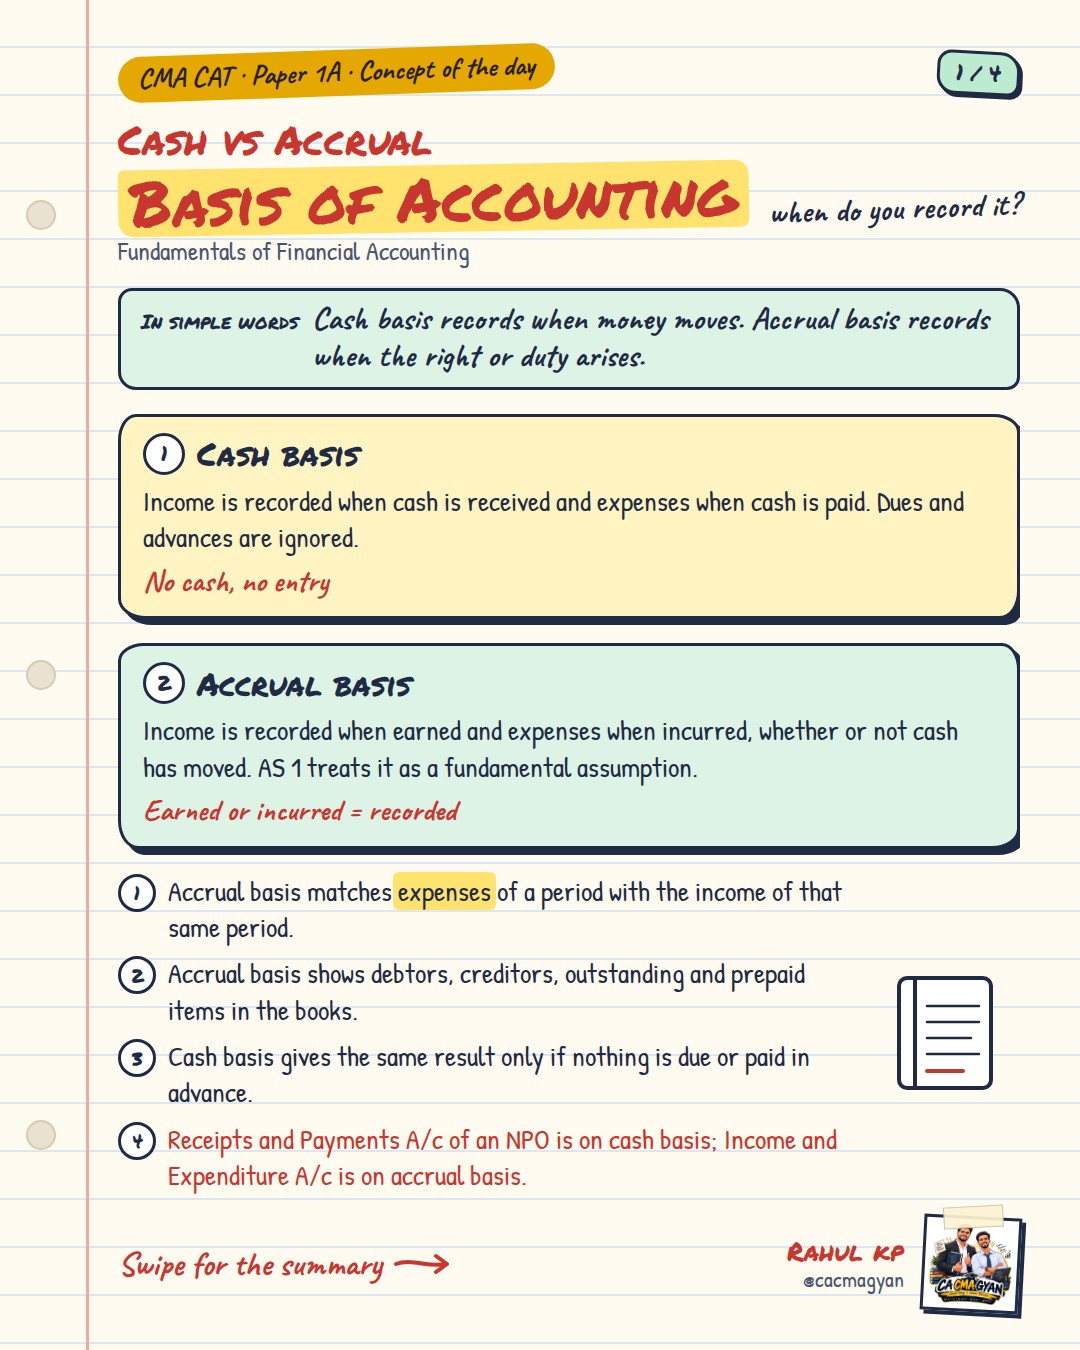 CMA CAT · Paper 1A · Concept of the day
1 / 4
Cash vs Accrual
Basis of Accounting
when do you record it?
Fundamentals of Financial Accounting
In simple words Cash basis records when money moves. Accrual basis records
when the right or duty arises.
1 Cash basis
Income is recorded when cash is received and expenses when cash is paid. Dues and
advances are ignored.
No cash, no entry
2 Accrual basis
Income is recorded when earned and expenses when incurred, whether or not cash
has moved. AS 1 treats it as a fundamental assumption.
Earned or incurred = recorded
1 Accrual basis matches expenses of a period with the income of that
same period.
2 Accrual basis shows debtors, creditors, outstanding and prepaid
items in the books.
3 Cash basis gives the same result only if nothing is due or paid in
advance.
4 Receipts and Payments A/c of an NPO is on cash basis; Income and
Expenditure A/c is on accrual basis.
Swipe for the summary
Rahul KP
@cacmagyan
CA CMA GYAN